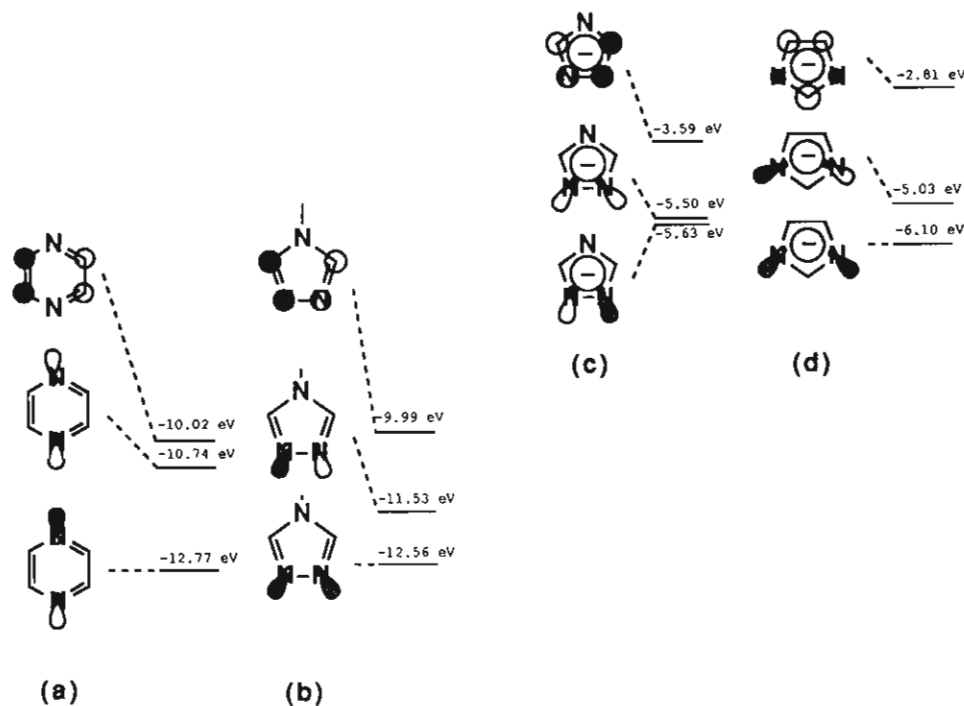 N
-2.81 eV
N
N
-3.59 eV
N
N
N
N
-5.50 eV
N
N
-5.03 eV
N
N
-5.63 eV
N
N
-6.10 eV
N
N
N
(c)
(d)
N
N
N
N
N
N
-10.02 eV
-9.99 eV
N
-10.74 eV
N
N
N
-11.53 eV
N
N
-12.77 eV
N
N
-12.56 eV
N
(a)
(b)